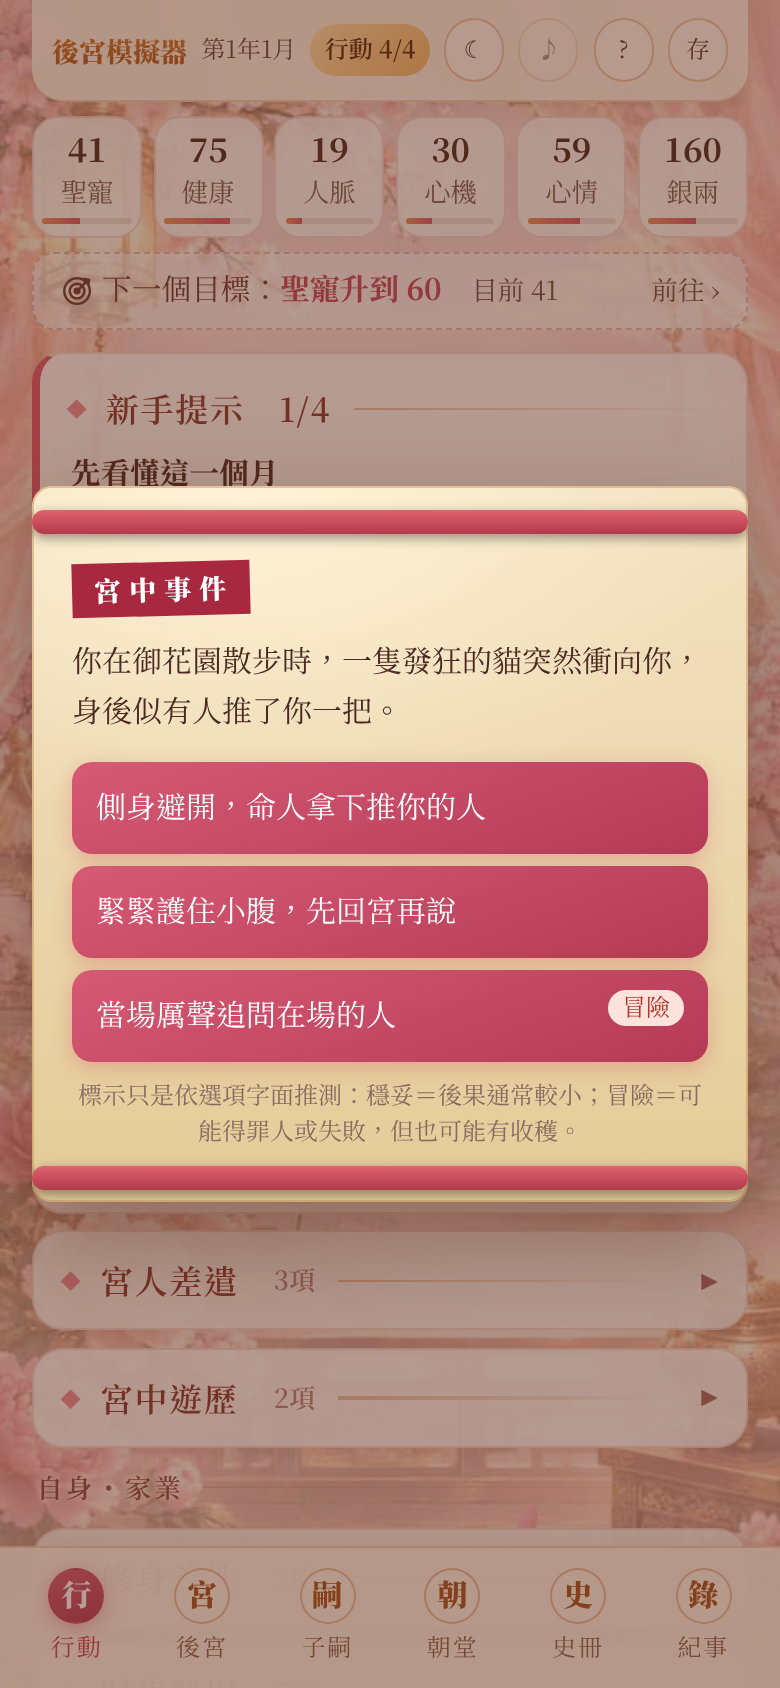 後宮模擬器 第1年1月 行動 4/4 ☾ ♪ ? 存
41 75 19 30 59 160
聖寵 健康 人脈 心機 心情 銀兩
下一個目標：聖寵升到 60 目前 41 前往 ›
新手提示 1/4
先看懂這一個月
宮中事件
你在御花園散步時，一隻發狂的貓突然衝向你，
身後似有人推了你一把。
側身避開，命人拿下推你的人
緊緊護住小腹，先回宮再說
當場厲聲追問在場的人 冒險
標示只是依選項字面推測：穩妥＝後果通常較小；冒險＝可
能得罪人或失敗，但也可能有收穫。
宮人差遣 3項
宮中遊歷 2項
自身・家業
行 宮 嗣 朝 史 錄
行動 後宮 子嗣 朝堂 史冊 紀事